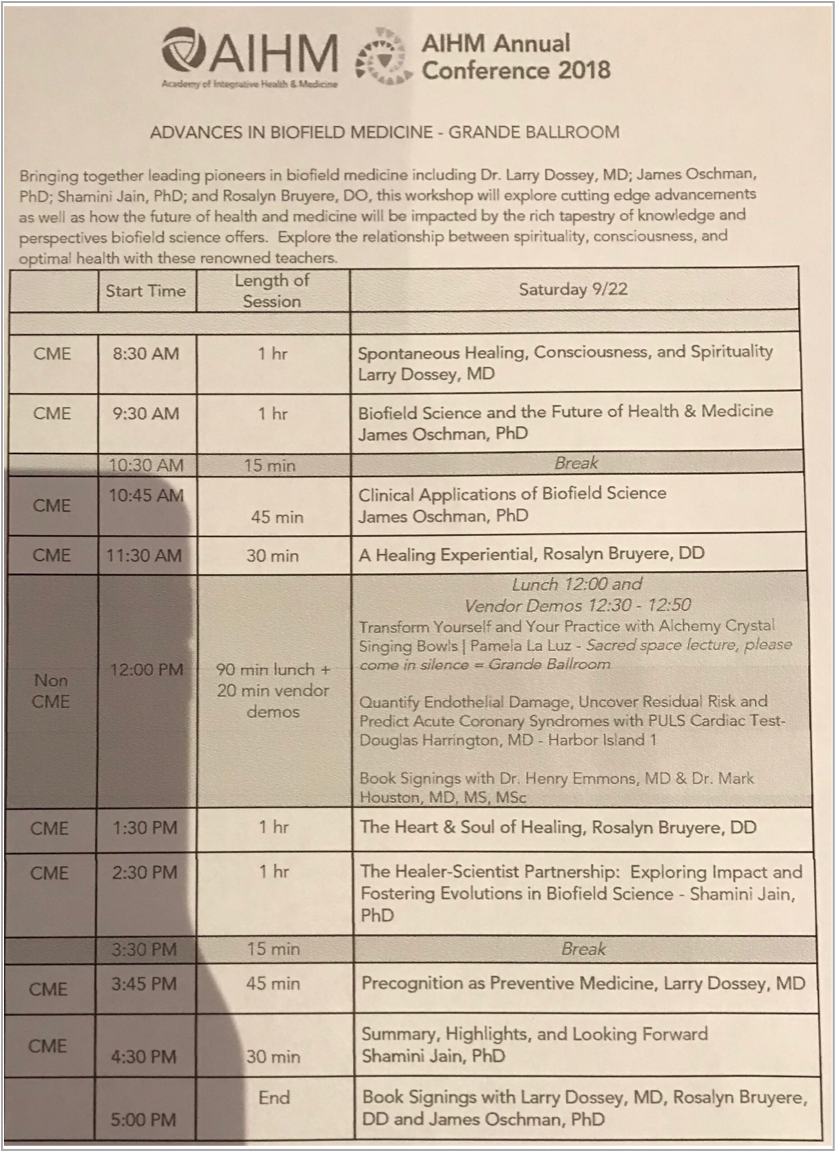 AIHM
Academy of Integrative Health & Medicine
AIHM Annual
Conference 2018
ADVANCES IN BIOFIELD MEDICINE - GRANDE BALLROOM
Bringing together leading pioneers in biofield medicine including Dr. Larry Dossey, MD; James Oschman,
PhD; Shamini Jain, PhD; and Rosalyn Bruyere, DO, this workshop will explore cutting edge advancements
as well as how the future of health and medicine will be impacted by the rich tapestry of knowledge and
perspectives biofield science offers. Explore the relationship between spirituality, consciousness, and
optimal health with these renowned teachers.
Start Time
Length of
Session
Saturday 9/22
CME
8:30 AM
1 hr
Spontaneous Healing, Consciousness, and Spirituality
Larry Dossey, MD
CME
9:30 AM
1 hr
Biofield Science and the Future of Health & Medicine
James Oschman, PhD
10:30 AM
15 min
Break
CME
10:45 AM
45 min
Clinical Applications of Biofield Science
James Oschman, PhD
CME
11:30 AM
30 min
A Healing Experiential, Rosalyn Bruyere, DD
Non
CME
12:00 PM
90 min lunch +
20 min vendor
demos
Lunch 12:00 and
Vendor Demos 12:30 - 12:50
Transform Yourself and Your Practice with Alchemy Crystal
Singing Bowls | Pamela La Luz - Sacred space lecture, please
come in silence = Grande Ballroom
Quantify Endothelial Damage, Uncover Residual Risk and
Predict Acute Coronary Syndromes with PULS Cardiac Test-
Douglas Harrington, MD - Harbor Island 1
Book Signings with Dr. Henry Emmons, MD & Dr. Mark
Houston, MD, MS, MSc
CME
1:30 PM
1 hr
The Heart & Soul of Healing, Rosalyn Bruyere, DD
CME
2:30 PM
1 hr
The Healer-Scientist Partnership: Exploring Impact and
Fostering Evolutions in Biofield Science - Shamini Jain,
PhD
3:30 PM
15 min
Break
CME
3:45 PM
45 min
Precognition as Preventive Medicine, Larry Dossey, MD
CME
4:30 PM
30 min
Summary, Highlights, and Looking Forward
Shamini Jain, PhD
5:00 PM
End
Book Signings with Larry Dossey, MD, Rosalyn Bruyere,
DD and James Oschman, PhD